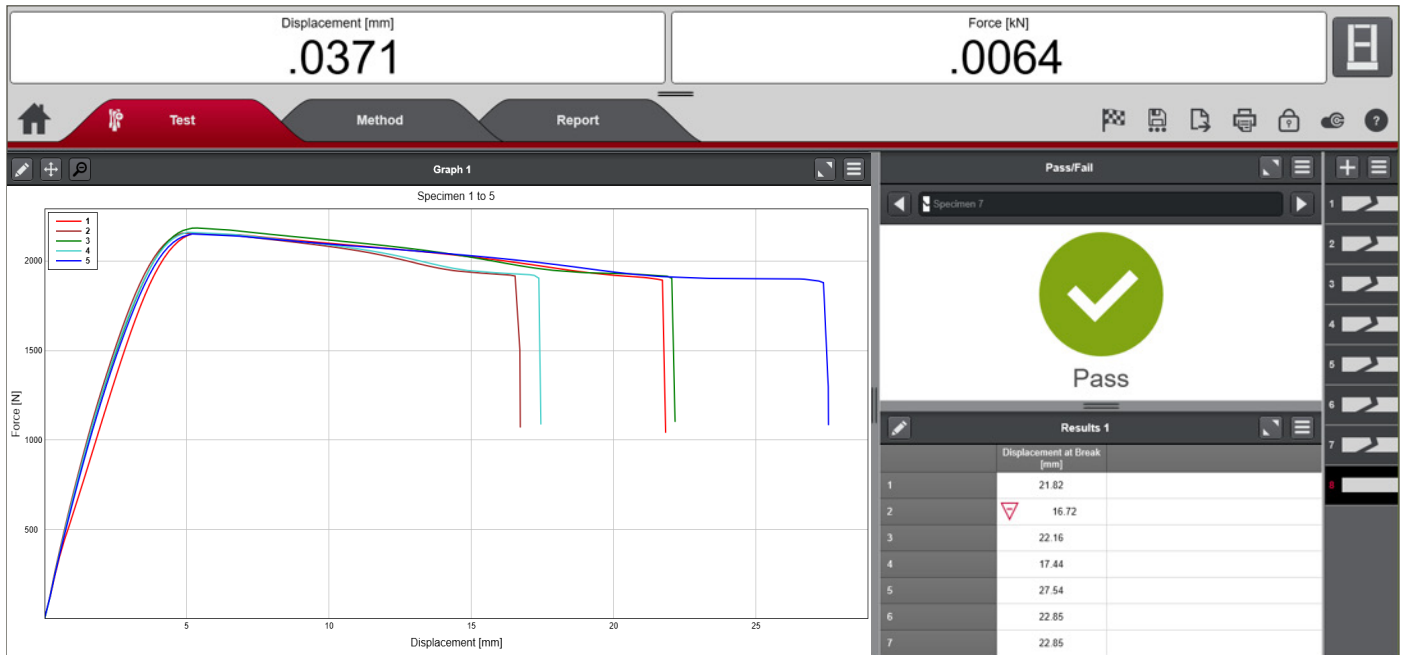 Displacement [mm]
.0371
Force [kN]
.0064
Test
Method
Report
?
Graph 1
Specimen 1 to 5
1
2
3
4
5
Force [N]
2000
1500
1000
500
5
10
15
20
25
Displacement [mm]
Pass/Fail
Specimen 7
Pass
Results 1
Displacement at Break
[mm]
1 21.82
2 16.72
3 22.16
4 17.44
5 27.54
6 22.85
7 22.85
1
2
3
4
5
6
7
8